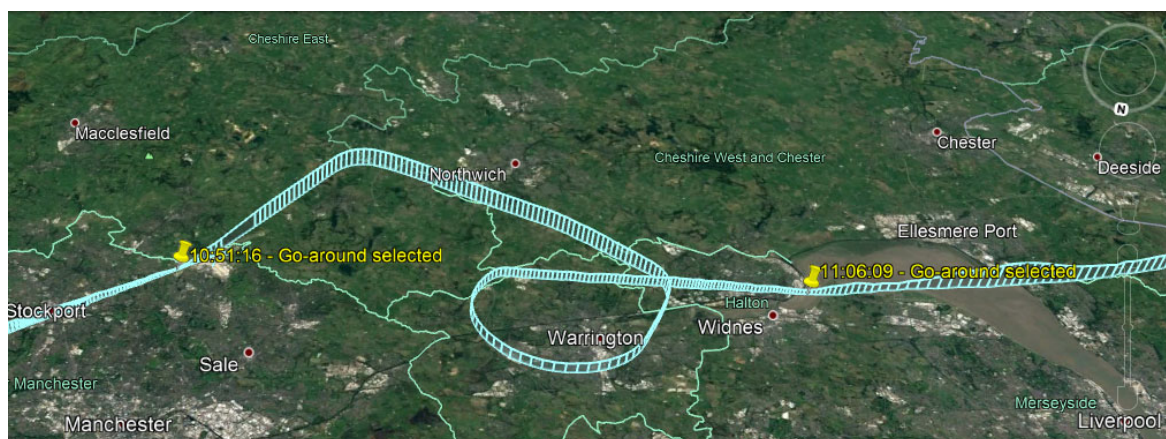 Cheshire East
Macclesfield
Chester
Cheshire West and Chester
Northwich
Deeside
N
Ellesmere Port
10:51:16 - Go-around selected
11:06:09 - Go-around selected
Halton
Stockport
Widnes
Warrington
Sale
Manchester
Merseyside
Manchester
Liverpool